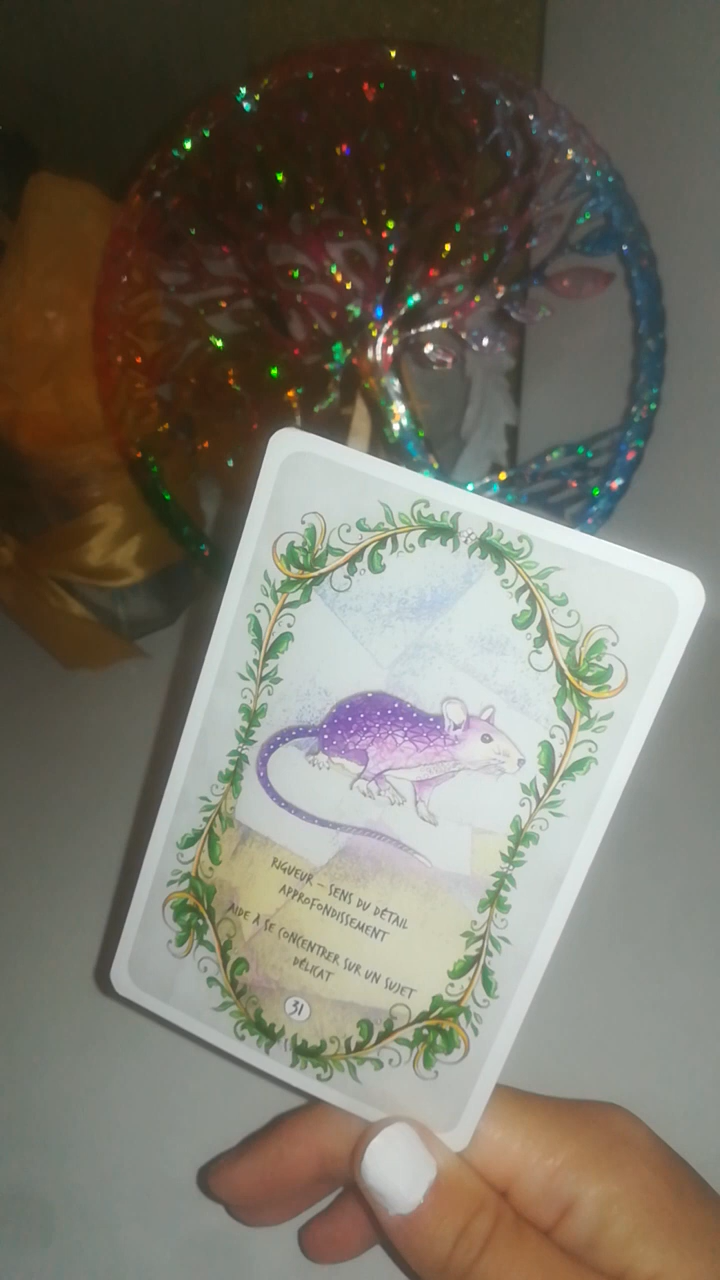 RIGUEUR – SENS DU DÉTAIL
APPROFONDISSEMENT
AIDE À SE CONCENTRER SUR UN SUJET
DÉLICAT
31